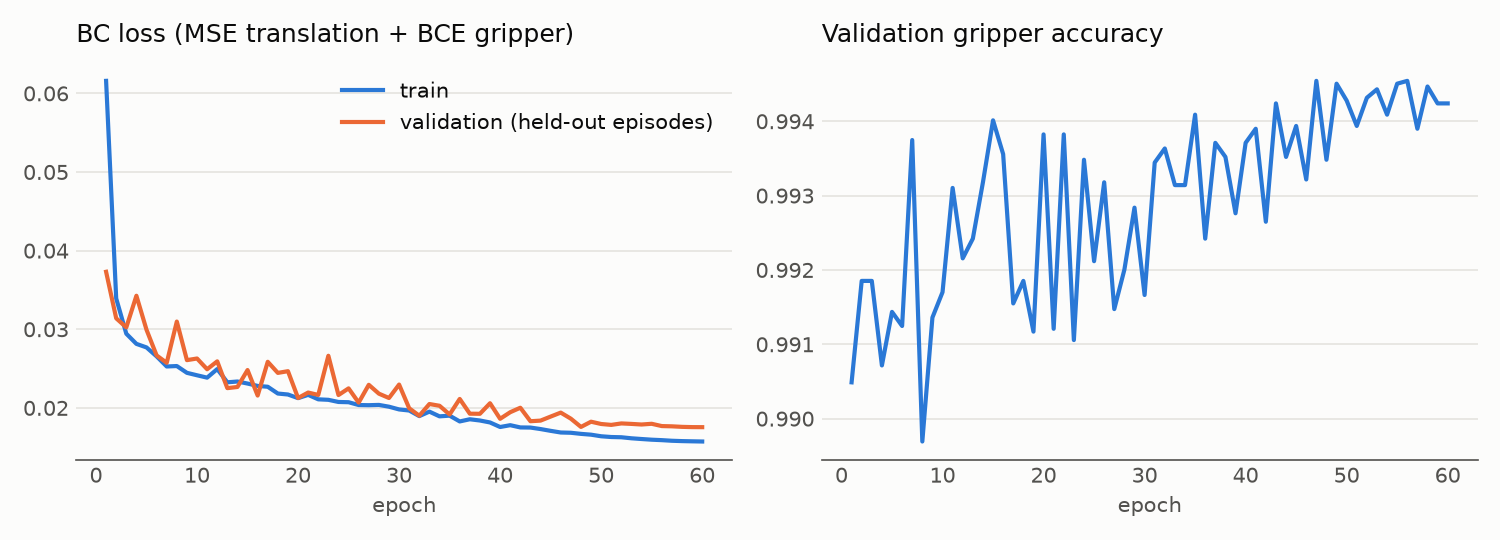 BC loss (MSE translation + BCE gripper)
0.06
0.05
0.04
0.03
0.02
train
validation (held-out episodes)
0 10 20 30 40 50 60
epoch
Validation gripper accuracy
0.994
0.993
0.992
0.991
0.990
0 10 20 30 40 50 60
epoch